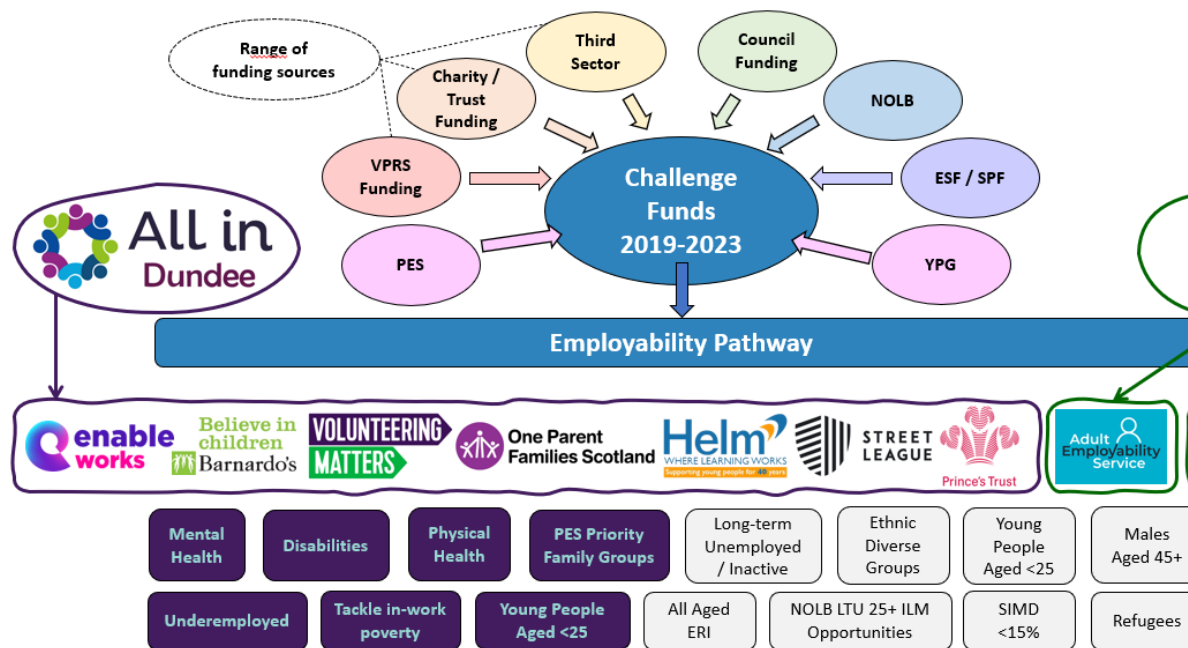 Range of
funding sources
Third
Sector
Council
Funding
Charity /
Trust
Funding
NOLB
VPRS
Funding
Challenge
Funds
2019-2023
ESF / SPF
PES
YPG
All in
Dundee
Employability Pathway
enable
works
Believe in
children
Barnardo's
VOLUNTEERING
MATTERS
One Parent
Families Scotland
Helm
WHERE LEARNING WORKS
Supporting young people for 40 years
STREET
LEAGUE
Prince's Trust
Adult
Employability
Service
Mental
Health
Disabilities
Physical
Health
PES Priority
Family Groups
Long-term
Unemployed
/ Inactive
Ethnic
Diverse
Groups
Young
People
Aged <25
Males
Aged 45+
Underemployed
Tackle in-work
poverty
Young People
Aged <25
All Aged
ERI
NOLB LTU 25+ ILM
Opportunities
SIMD
<15%
Refugees